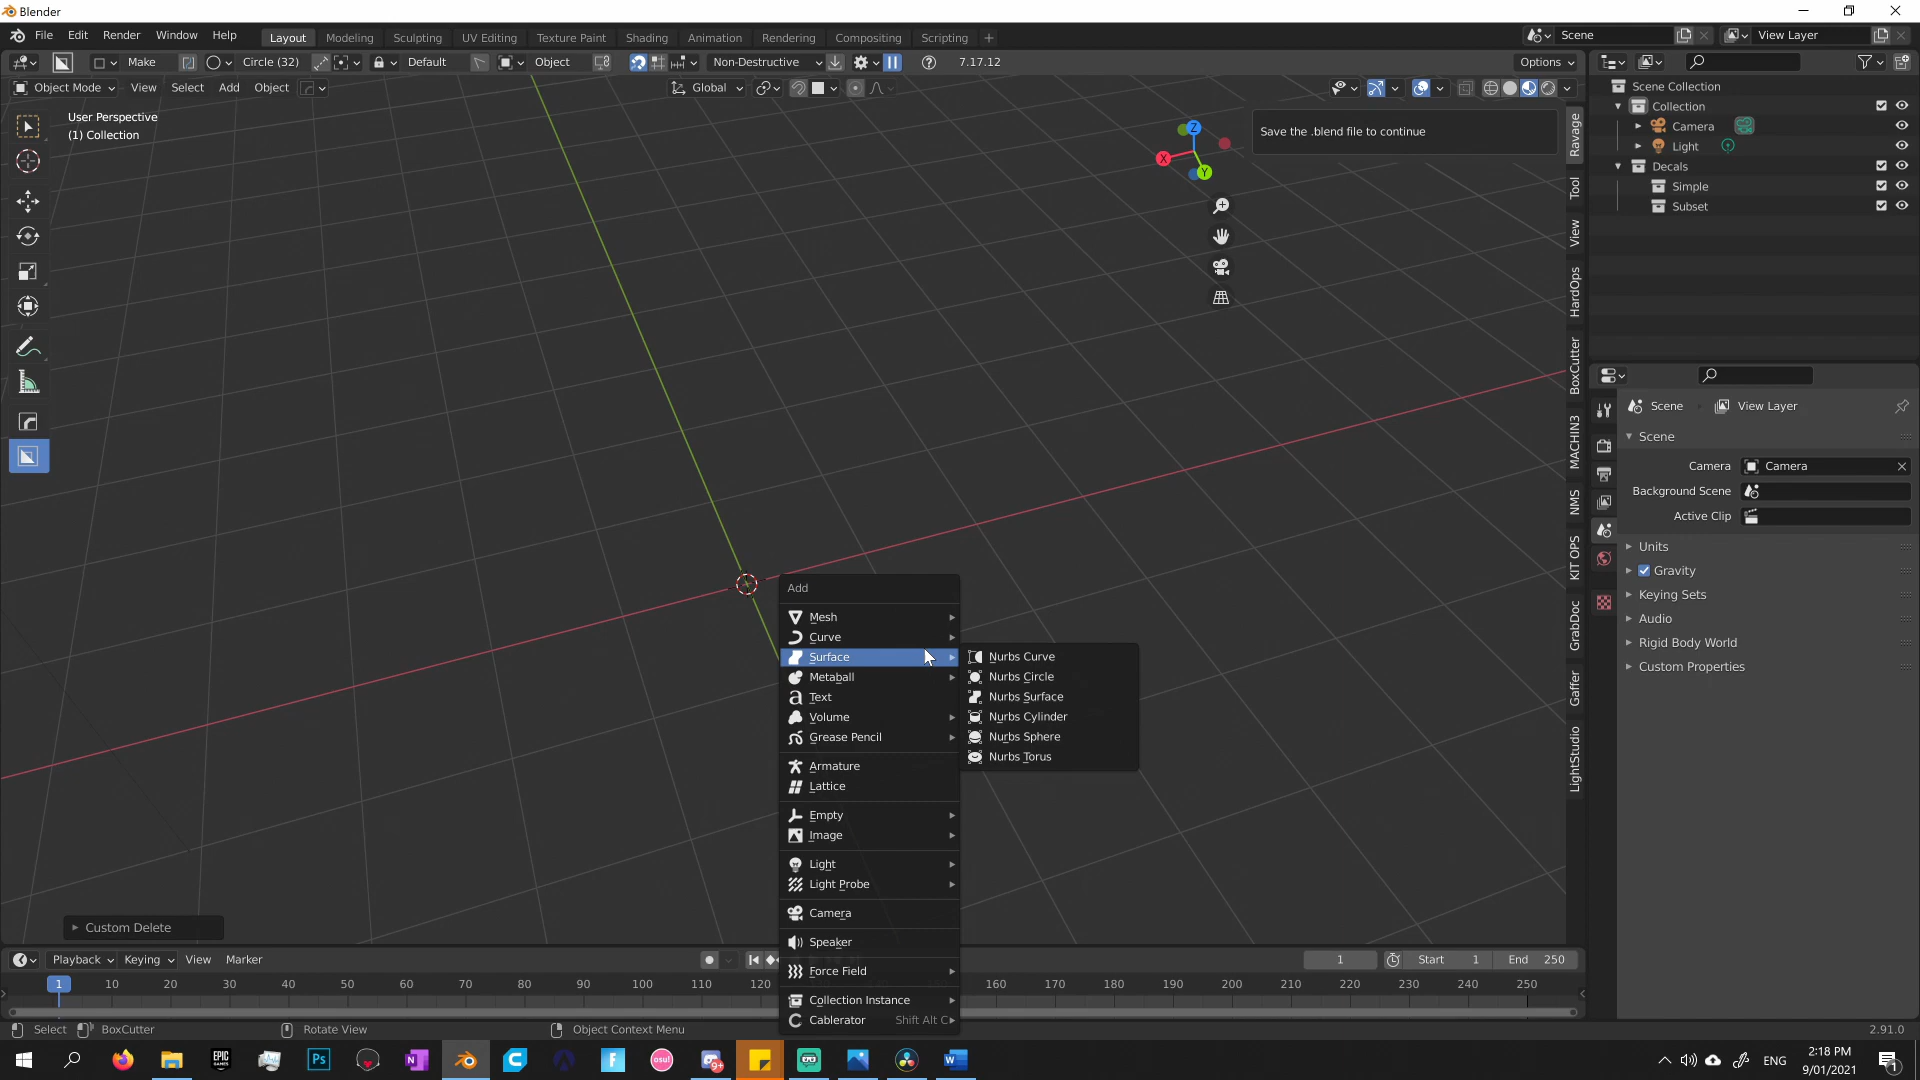 Blender
File Edit Render Window Help Layout Modeling Sculpting UV Editing Texture Paint Shading Animation Rendering Compositing Scripting + Scene View Layer
Make Circle (32) Default Object Non-Destructive 7.17.12 Options
Object Mode View Select Add Object Global
User Perspective
(1) Collection
Save the .blend file to continue
Z
X
Y
Ravage
Tool
View
HardOps
BoxCutter
MACHIN3
NMS
KIT OPS
GrabDoc
Gaffer
LightStudio
Scene Collection
Collection
Camera
Light
Decals
Simple
Subset
Scene View Layer
Scene
Camera Camera
Background Scene
Active Clip
Units
Gravity
Keying Sets
Audio
Rigid Body World
Custom Properties
Add
Mesh
Curve
Surface
Metaball
Text
Volume
Grease Pencil
Armature
Lattice
Empty
Image
Light
Light Probe
Camera
Speaker
Force Field
Collection Instance
Cablerator Shift Alt C
Nurbs Curve
Nurbs Circle
Nurbs Surface
Nurbs Cylinder
Nurbs Sphere
Nurbs Torus
Custom Delete
Playback Keying View Marker 1 Start 1 End 250
1 10 20 30 40 50 60 70 80 90 100 110 120 160 170 180 190 200 210 220 230 240 250
Select BoxCutter Rotate View Object Context Menu 2.91.0
EPIC GAMES Ps N osu! 9+ W ENG 2:18 PM
9/01/2021 1